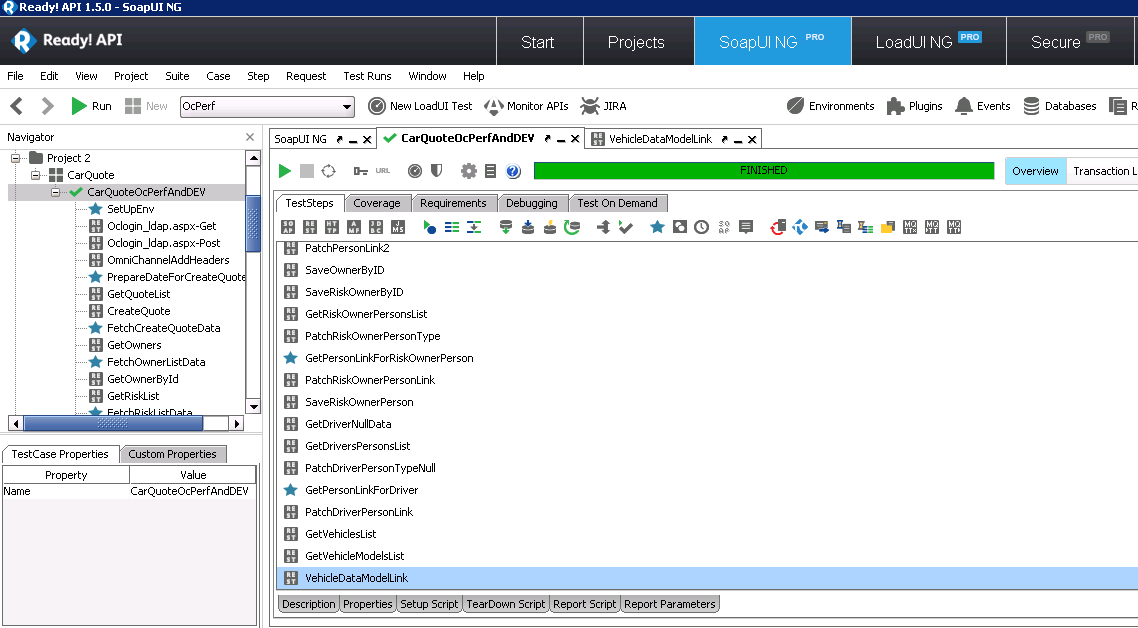 Ready! API 1.5.0 - SoapUI NG
Ready! API
Start
Projects
SoapUI NG PRO
LoadUI NG PRO
Secure PRO
File Edit View Project Suite Case Step Request Test Runs Window Help
Run New OcPerf New LoadUI Test Monitor APIs JIRA Environments Plugins Events Databases R
Navigator
Project 2
CarQuote
CarQuoteOcPerfAndDEV
SetUpEnv
Oclogin_ldap.aspx-Get
Oclogin_ldap.aspx-Post
OmniChannelAddHeaders
PrepareDateForCreateQuote
GetQuoteList
CreateQuote
FetchCreateQuoteData
GetOwners
FetchOwnerListData
GetOwnerById
GetRiskList
FetchRiskListData
TestCase Properties Custom Properties
Property Value
Name CarQuoteOcPerfAndDEV
SoapUI NG CarQuoteOcPerfAndDEV VehicleDataModelLink
URL FINISHED Overview Transaction L
TestSteps Coverage Requirements Debugging Test On Demand
PatchPersonLink2
SaveOwnerByID
SaveRiskOwnerByID
GetRiskOwnerPersonsList
PatchRiskOwnerPersonType
GetPersonLinkForRiskOwnerPerson
PatchRiskOwnerPersonLink
SaveRiskOwnerPerson
GetDriverNullData
GetDriversPersonsList
PatchDriverPersonTypeNull
GetPersonLinkForDriver
PatchDriverPersonLink
GetVehiclesList
GetVehicleModelsList
VehicleDataModelLink
Description Properties Setup Script TearDown Script Report Script Report Parameters